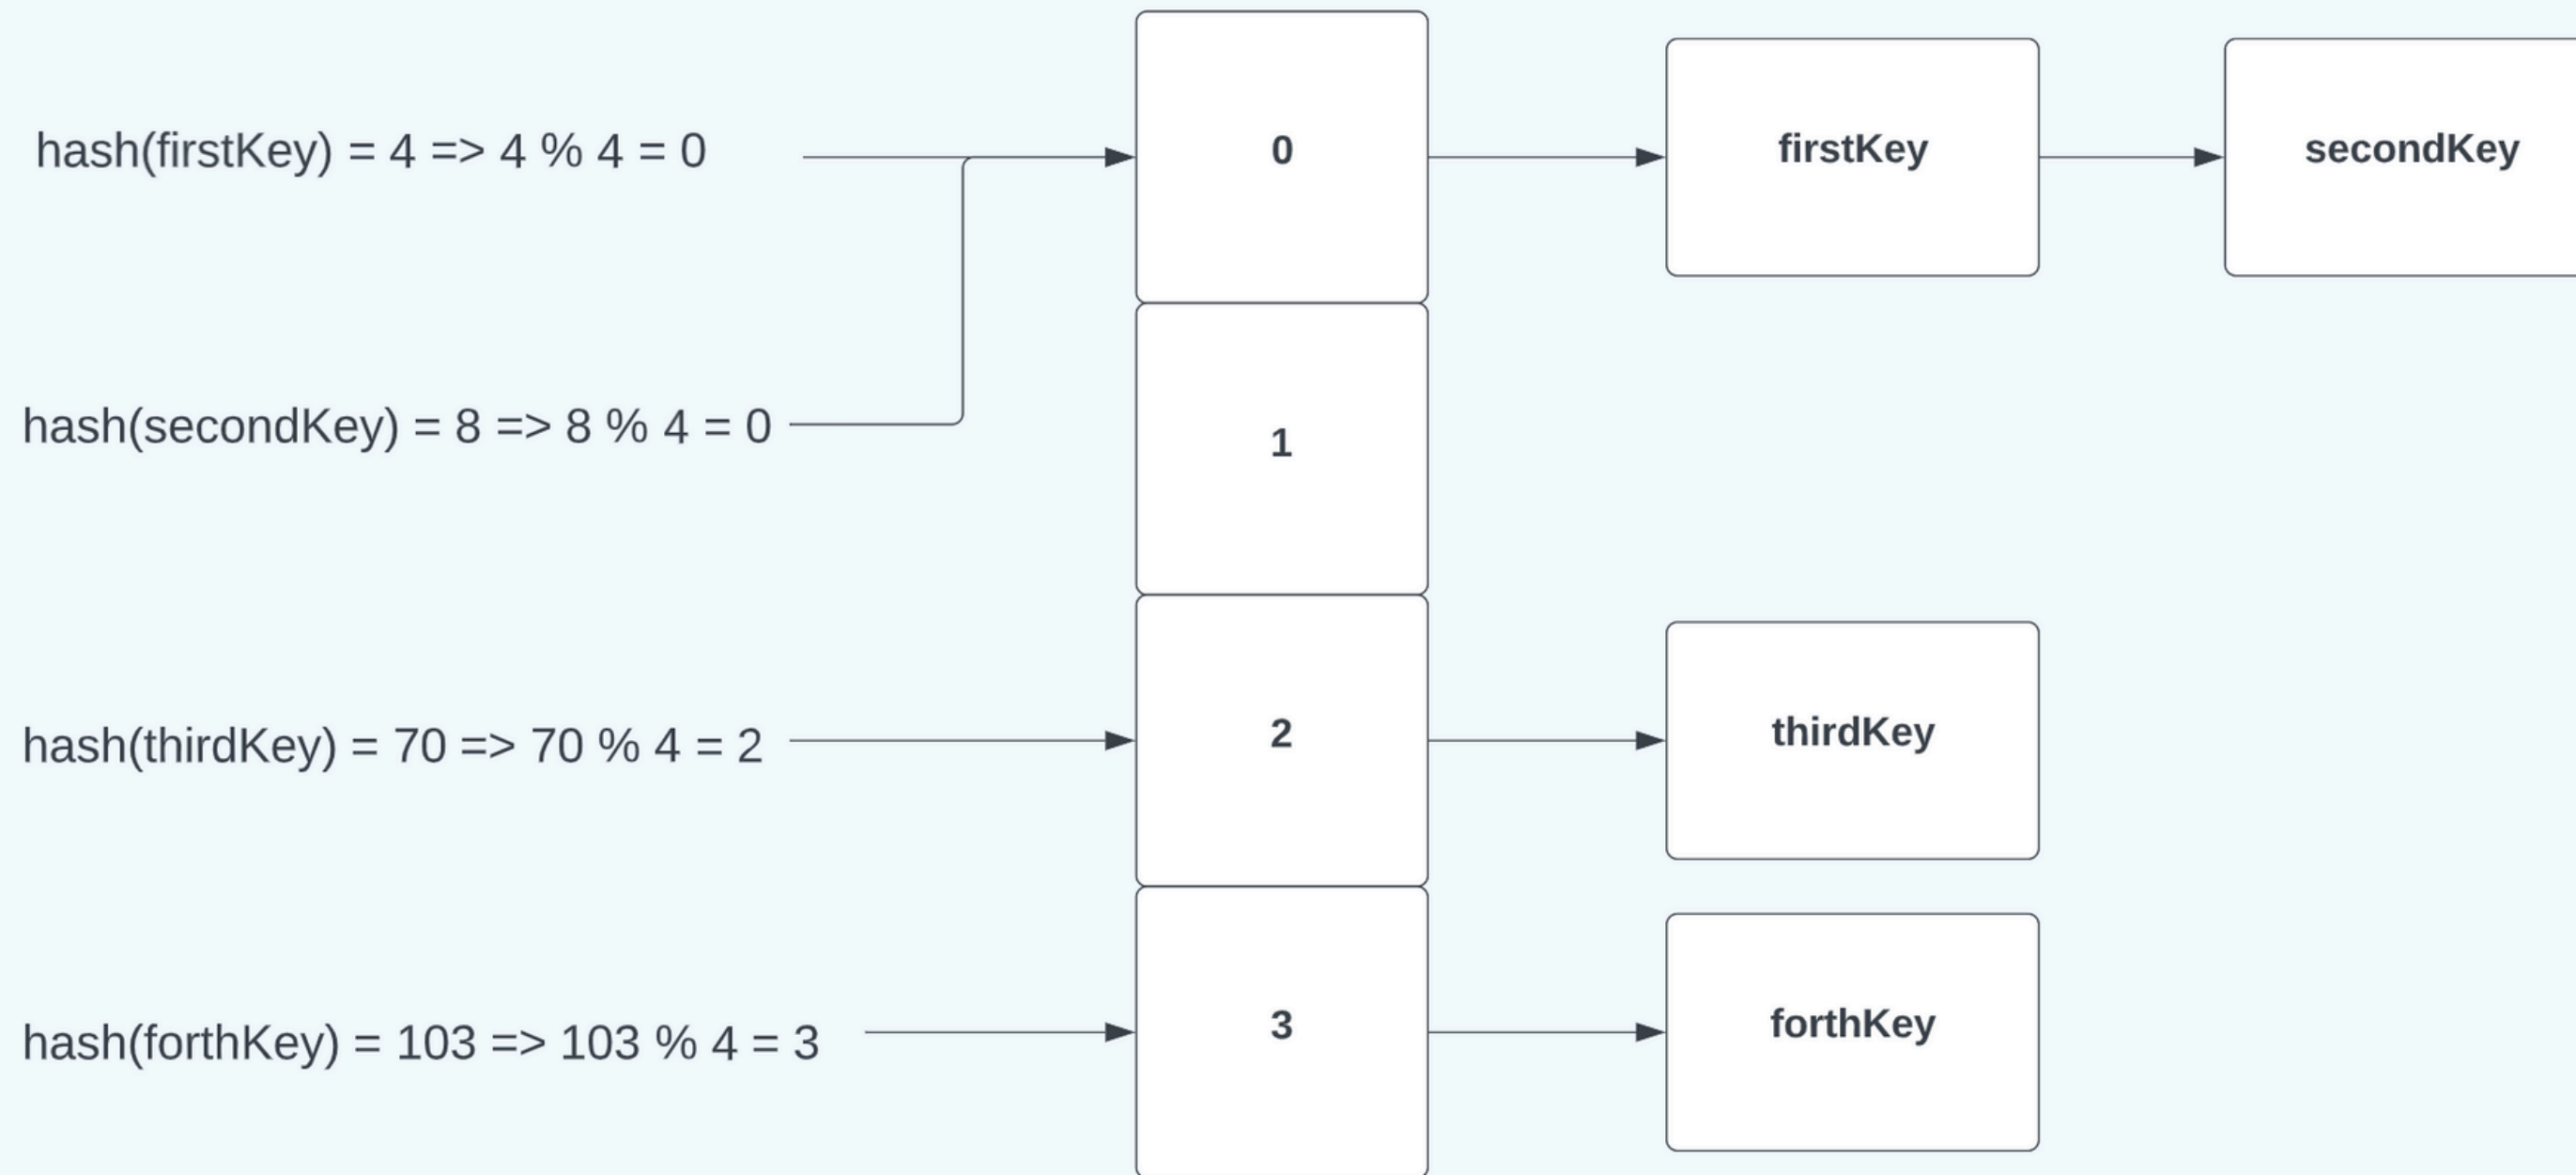 hash(firstKey) = 4 => 4 % 4 = 0
0
firstKey
secondKey
hash(secondKey) = 8 => 8 % 4 = 0
1
hash(thirdKey) = 70 => 70 % 4 = 2
2
thirdKey
hash(forthKey) = 103 => 103 % 4 = 3
3
forthKey